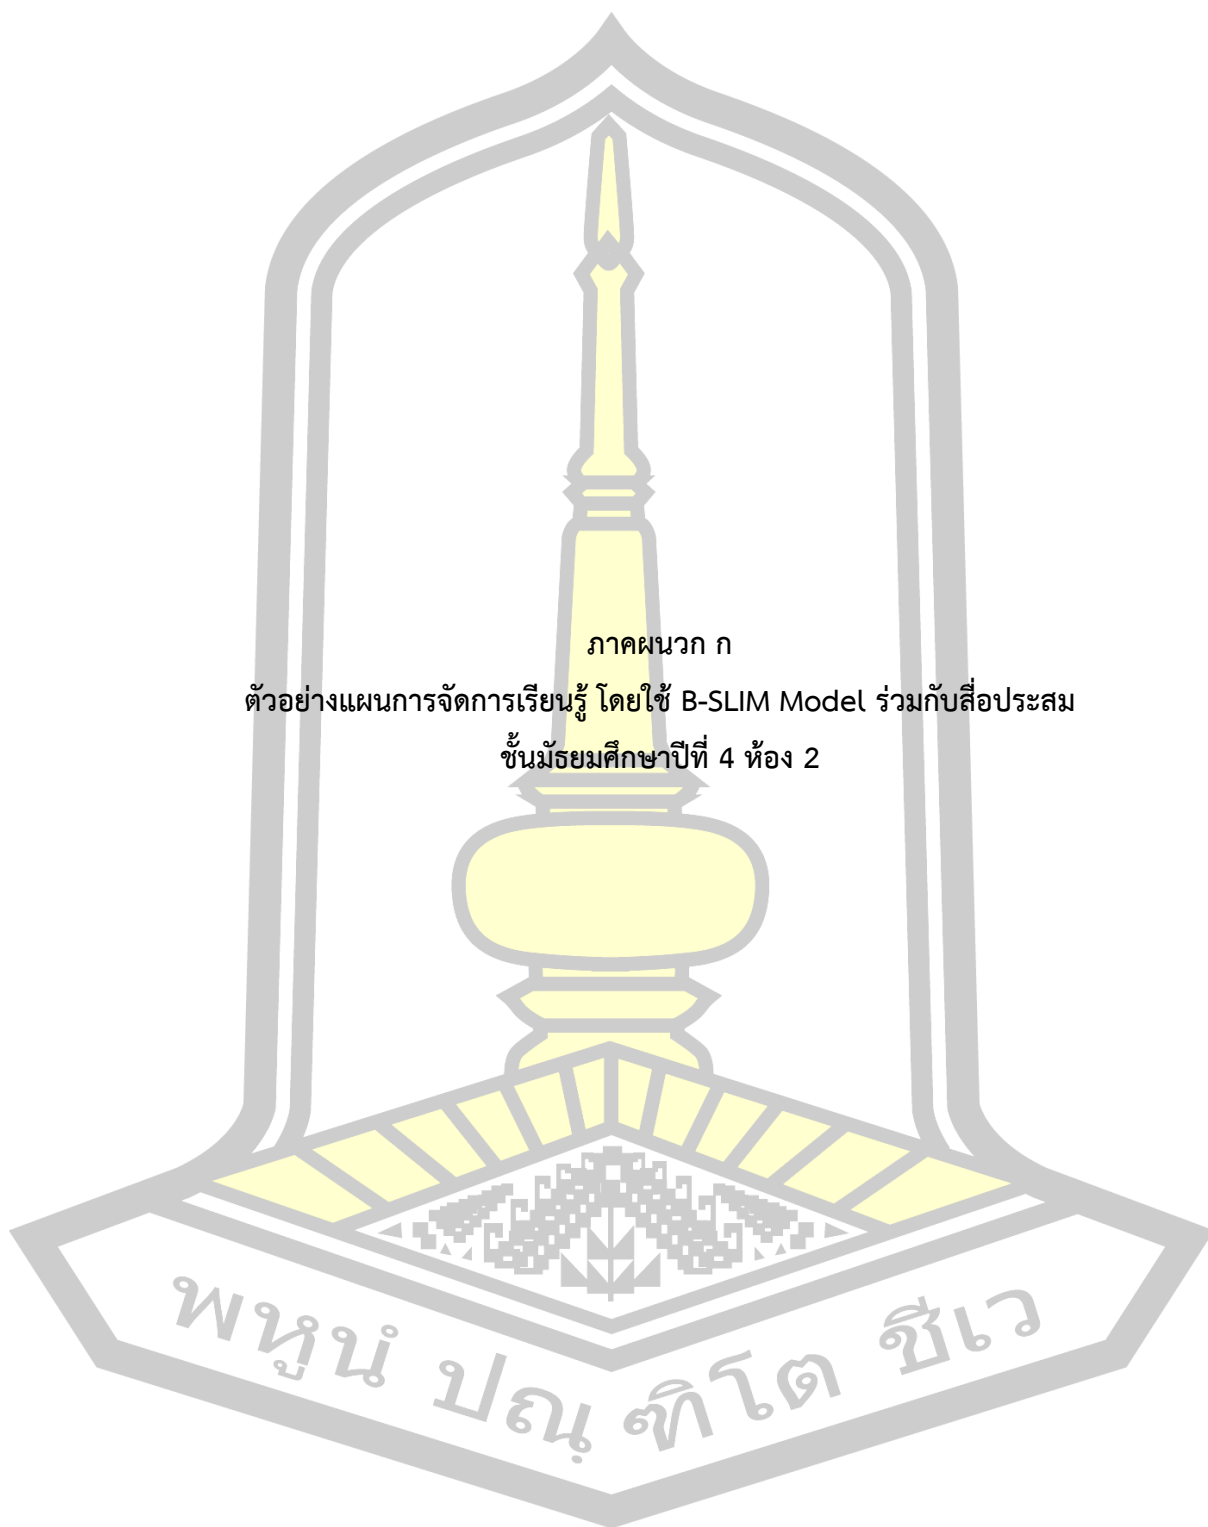 ภาคผนวก ก
ตัวอย่างแผนการจัดการเรียนรู้ โดยใช้ B-SLIM Model ร่วมกับสื่อประสม
ชั้นมัธยมศึกษาปีที่ 4 ห้อง 2
พหูนํ ปณฺฑิโต ชีเว